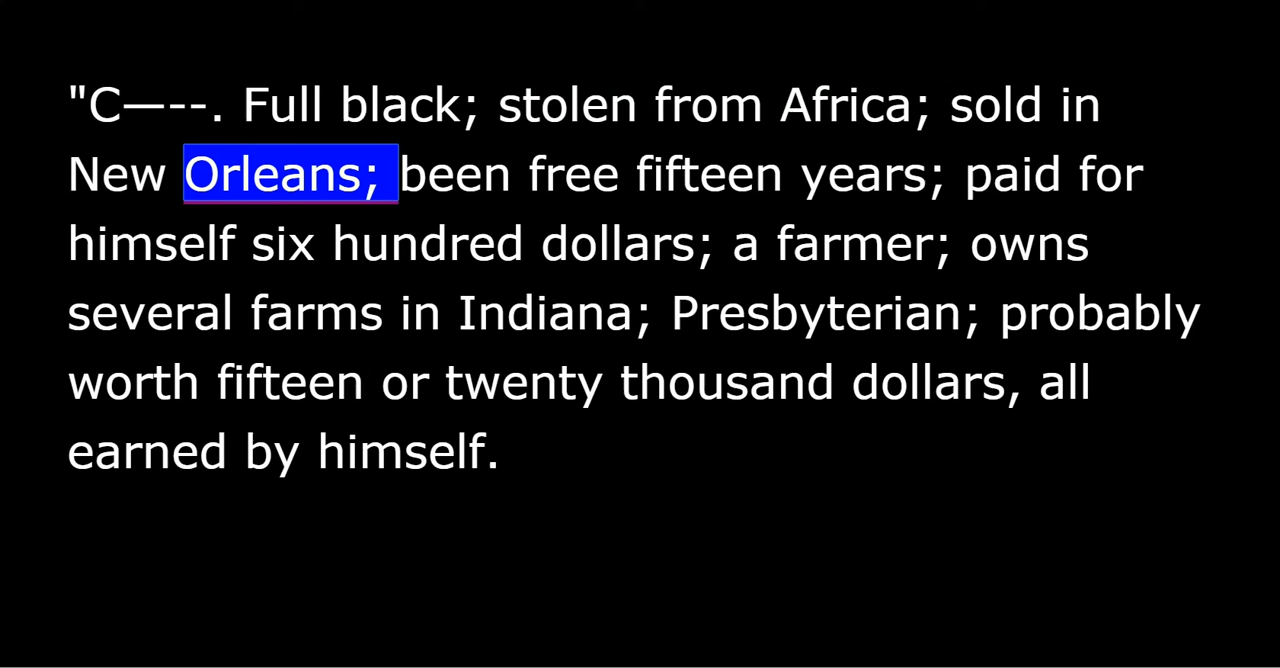 "C—--. Full black; stolen from Africa; sold in
New Orleans; been free fifteen years; paid for
himself six hundred dollars; a farmer; owns
several farms in Indiana; Presbyterian; probably
worth fifteen or twenty thousand dollars, all
earned by himself.